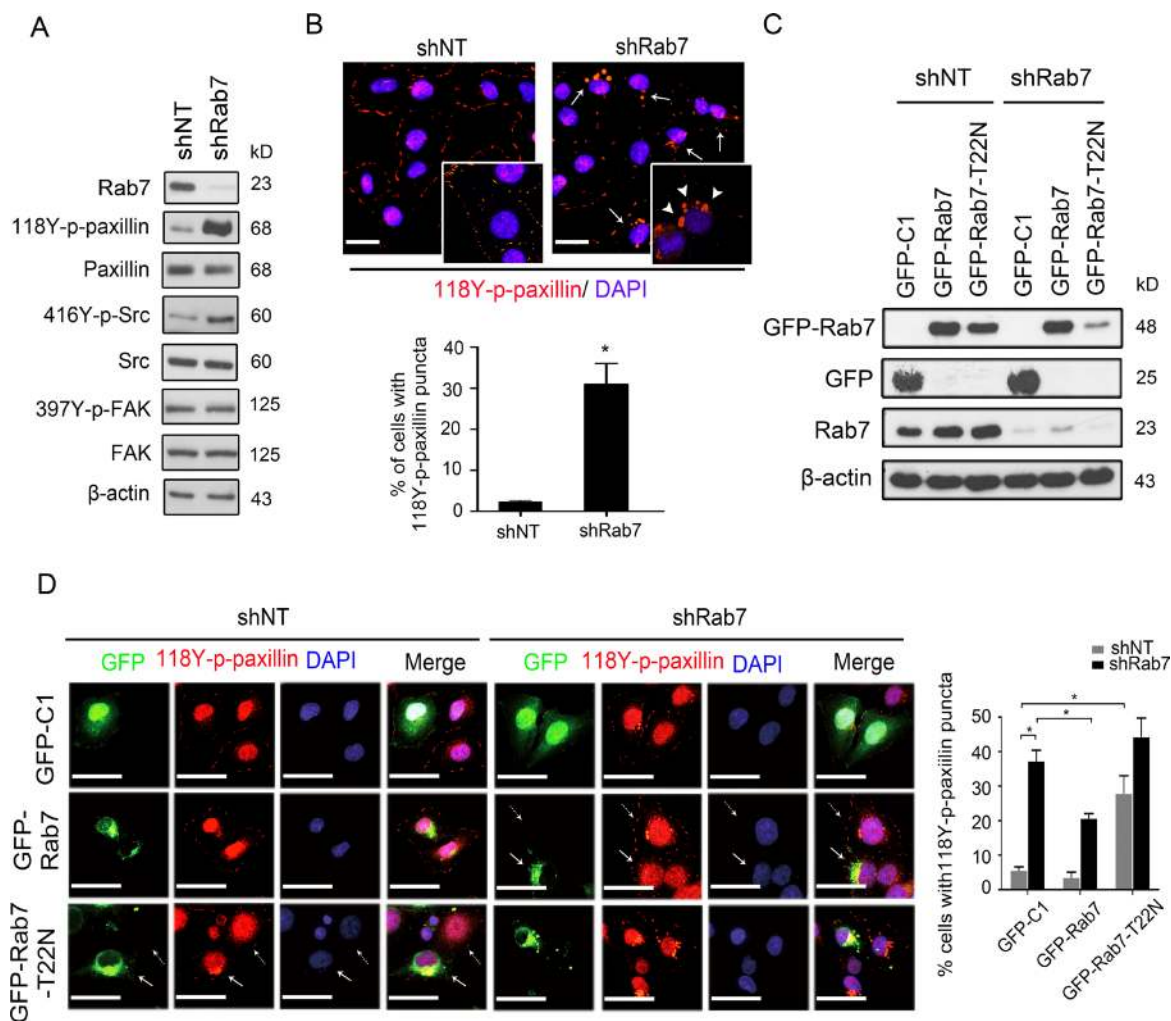 A
shNT
shRab7
kD
Rab7
23
118Y-p-paxillin
68
Paxillin
68
416Y-p-Src
60
Src
60
397Y-p-FAK
125
FAK
125
β-actin
43
B
shNT
shRab7
118Y-p-paxillin/ DAPI
% of cells with
118Y-p-paxillin puncta
40
30
20
10
0
*
shNT
shRab7
C
shNT
shRab7
GFP-C1
GFP-Rab7
GFP-Rab7-T22N
GFP-C1
GFP-Rab7
GFP-Rab7-T22N
kD
GFP-Rab7
48
GFP
25
Rab7
23
β-actin
43
D
shNT
shRab7
GFP 118Y-p-paxillin DAPI Merge
GFP 118Y-p-paxillin DAPI Merge
GFP-C1
GFP-
Rab7
GFP-Rab7
-T22N
shNT
shRab7
% cells with118Y-p-paxiilin puncta
50
40
30
20
10
0
*
*
*
GFP-C1
GFP-Rab7
GFP-Rab7-T22N